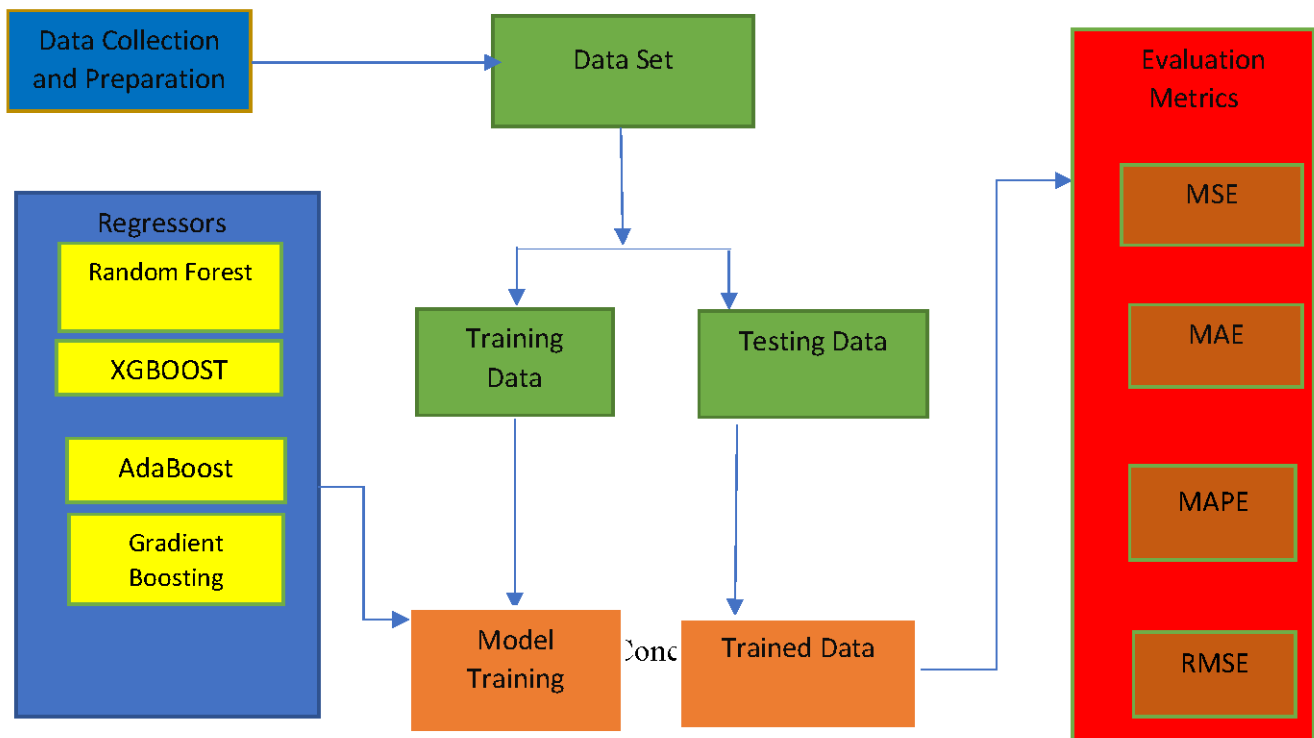 Data Collection
and Preparation
Data Set
Evaluation
Metrics
Regressors
Random Forest
XGBOOST
AdaBoost
Gradient
Boosting
Training
Data
Testing Data
Model
Training
Trained Data
MSE
MAE
MAPE
RMSE